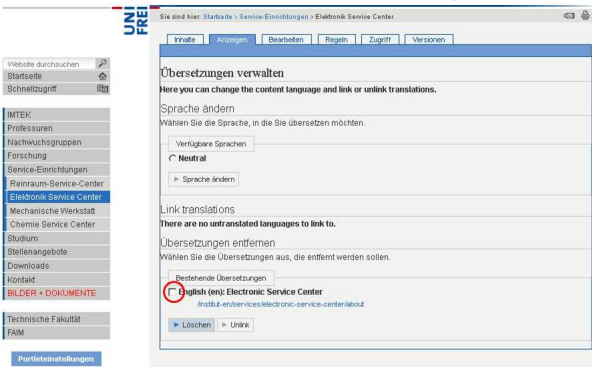 UNI
FREI
Sie sind hier: Startseite › Service-Einrichtungen › Elektronik Service Center
Inhalte
Anzeigen
Bearbeiten
Regeln
Zugriff
Versionen
Website durchsuchen
Startseite
Schnellzugriff
IMTEK
Professuren
Nachwuchsgruppen
Forschung
Service-Einrichtungen
Reinraum-Service-Center
Elektronik Service Center
Mechanische Werkstatt
Chemie Service Center
Studium
Stellenangebote
Downloads
Kontakt
BILDER + DOKUMENTE
Technische Fakultät
FAIM
Portleteinstellungen
Übersetzungen verwalten
Here you can change the content language and link or unlink translations.
Sprache ändern
Wählen Sie die Sprache, in die Sie übersetzen möchten.
Verfügbare Sprachen
Neutral
Sprache ändern
Link translations
There are no untranslated languages to link to.
Übersetzungen entfernen
Wählen Sie die Übersetzungen aus, die entfernt werden sollen.
Bestehende Übersetzungen
English (en): Electronic Service Center
/institut-en/services/electronic-service-center/about
Löschen
Unlink